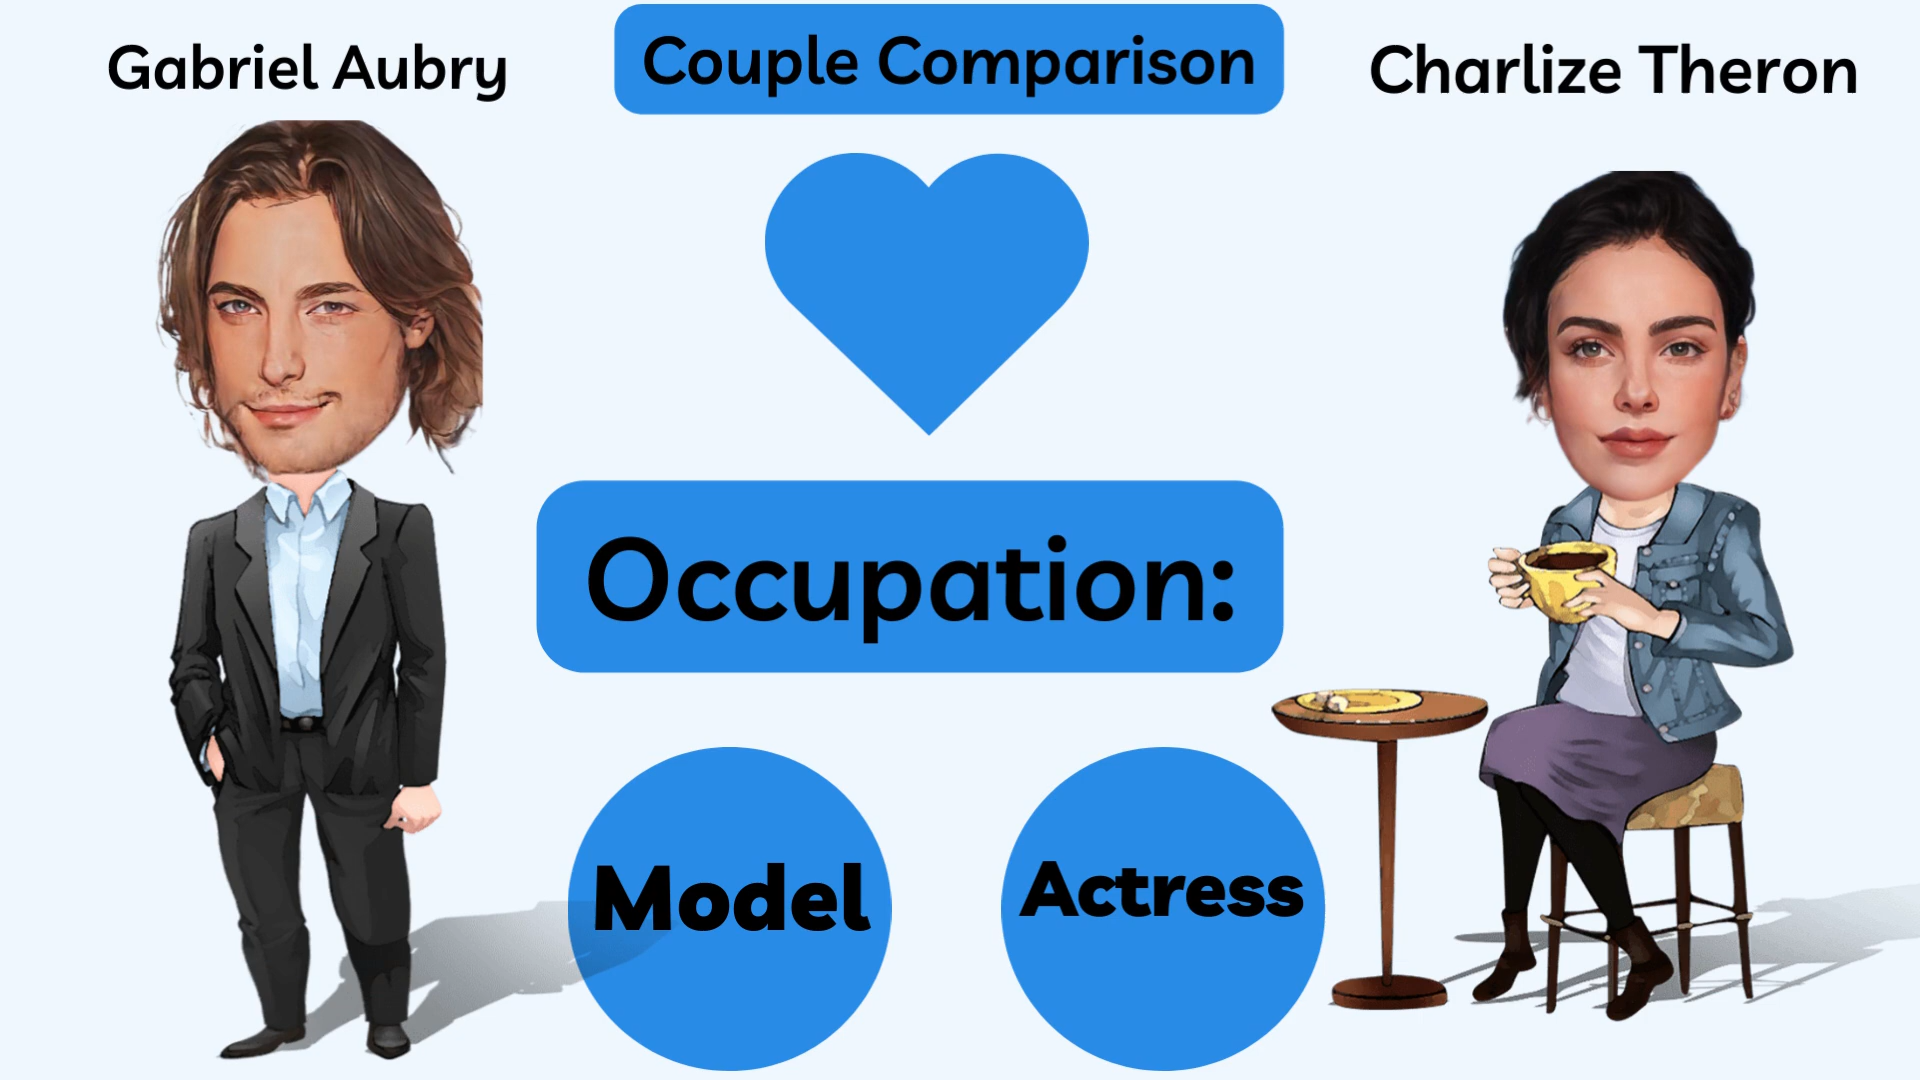 Gabriel Aubry
Couple Comparison
Charlize Theron
Occupation:
Model
Actress